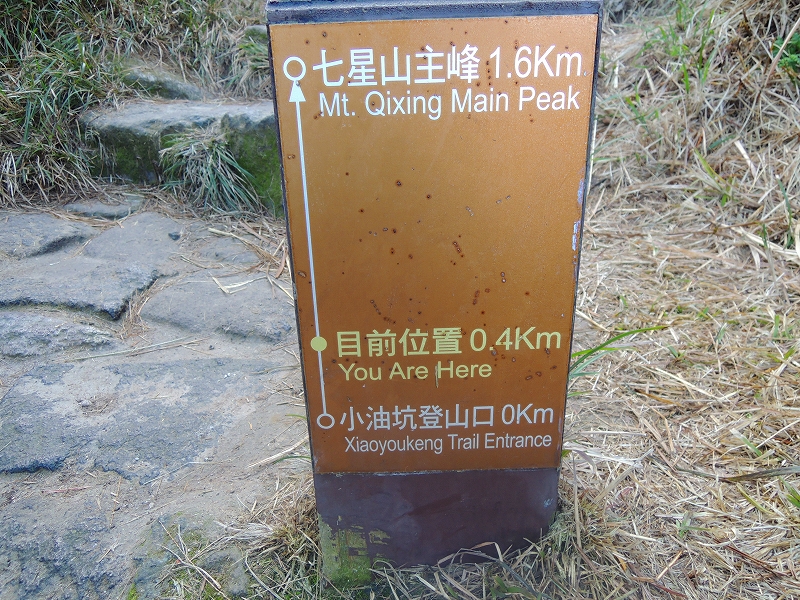 七星山主峰 1.6Km
Mt. Qixing Main Peak
目前位置 0.4Km
You Are Here
小油坑登山口 0Km
Xiaoyoukeng Trail Entrance